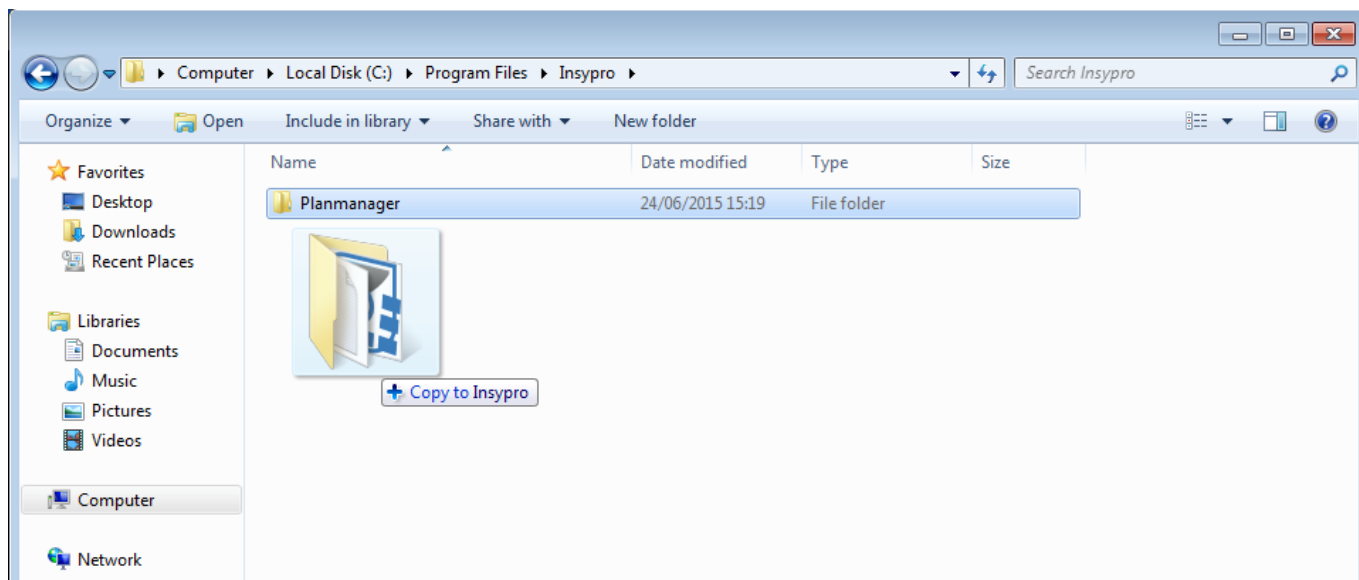 Computer Local Disk (C:) Program Files Insypro Search Insypro
Organize Open Include in library Share with New folder
Favorites
Desktop
Downloads
Recent Places
Libraries
Documents
Music
Pictures
Videos
Computer
Network
Name Date modified Type Size
Planmanager 24/06/2015 15:19 File folder
Copy to Insypro